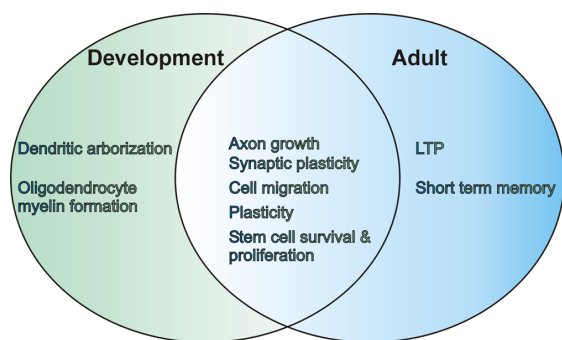 Development
Adult
Dendritic arborization
Oligodendrocyte
myelin formation
Axon growth
Synaptic plasticity
Cell migration
Plasticity
Stem cell survival &
proliferation
LTP
Short term memory